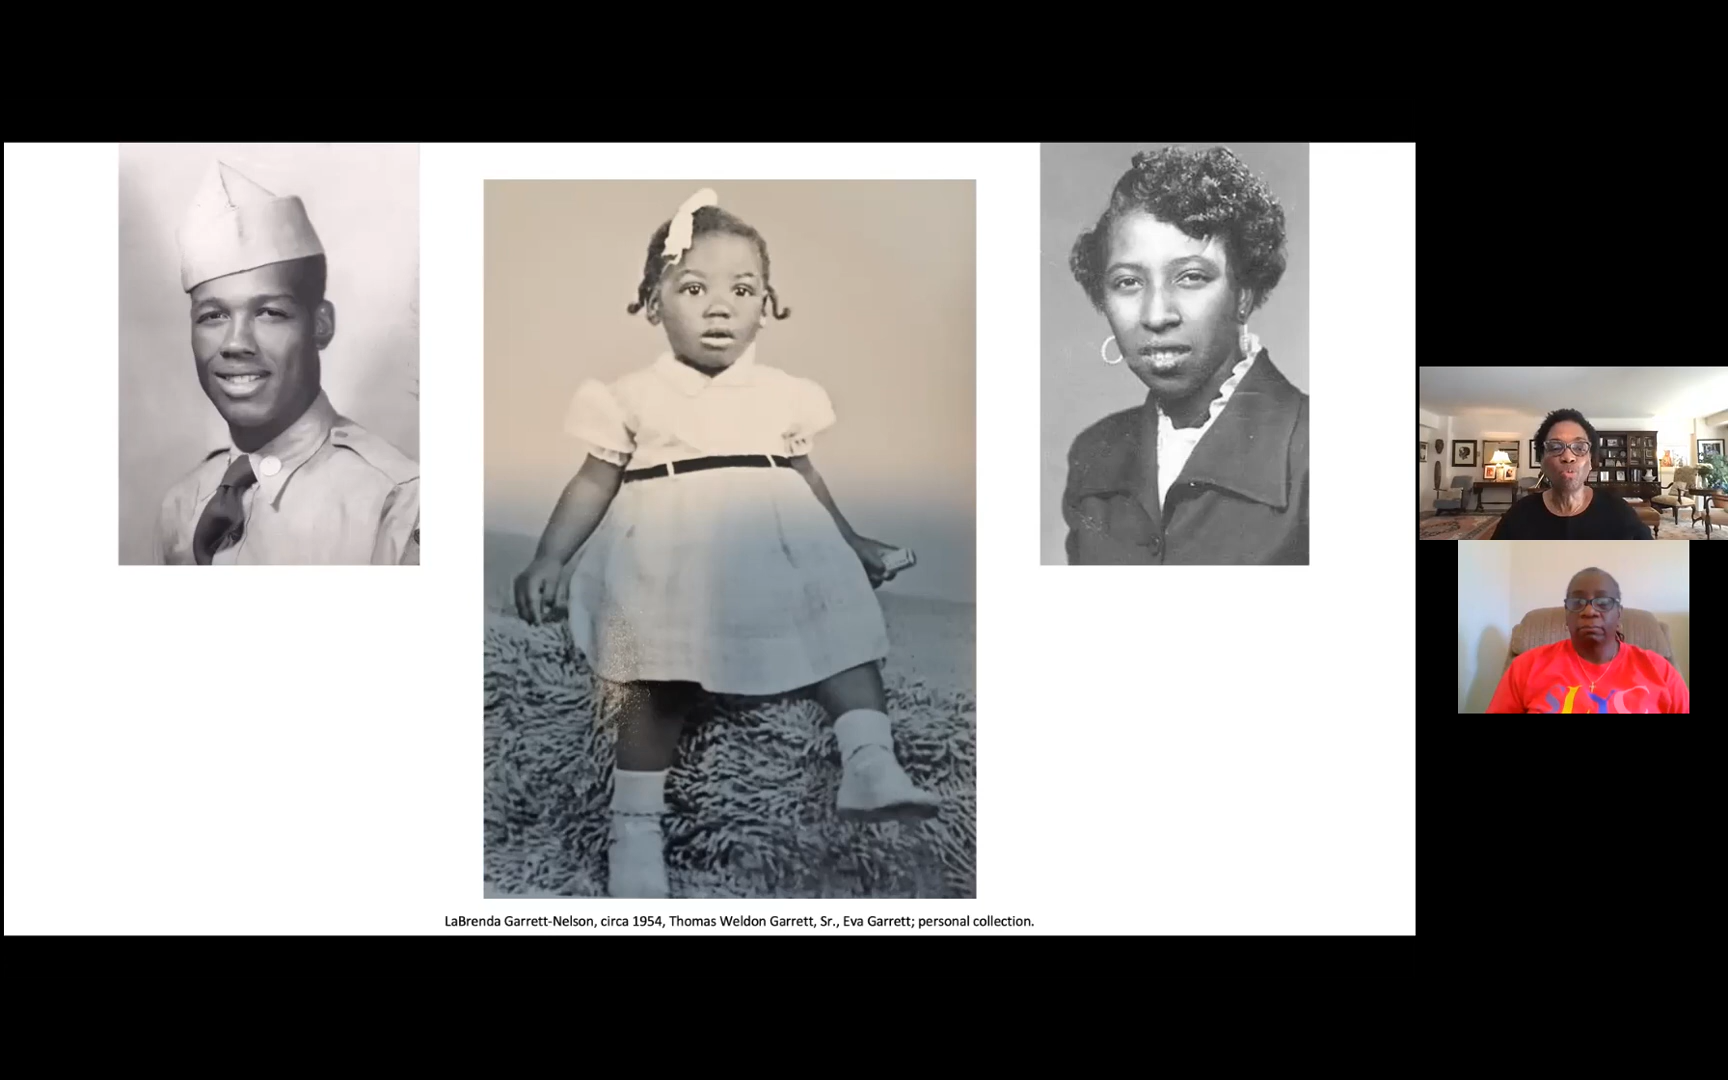 LaBrenda Garrett-Nelson, circa 1954, Thomas Weldon Garrett, Sr., Eva Garrett; personal collection.